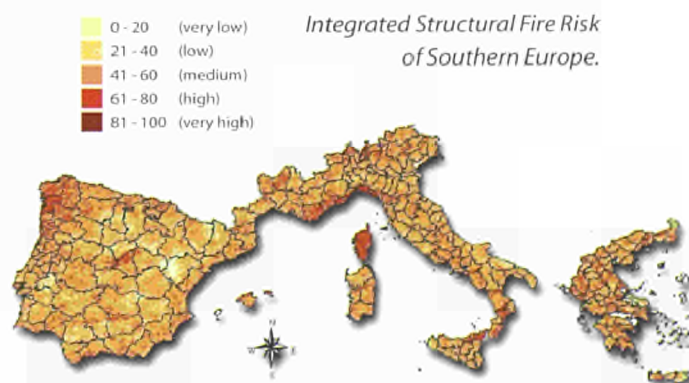 Integrated Structural Fire Risk
of Southern Europe.
0 - 20 (very low)
21 - 40 (low)
41 - 60 (medium)
61 - 80 (high)
81 - 100 (very high)
N
W E
S